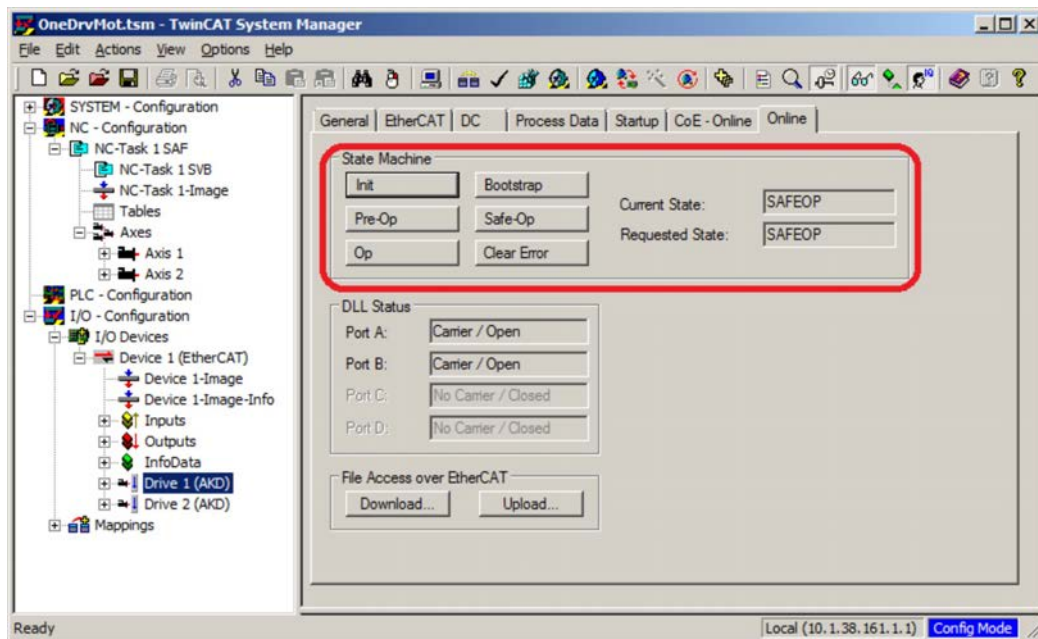 OneDrvMot.tsm - TwinCAT System Manager
File Edit Actions View Options Help
SYSTEM - Configuration
NC - Configuration
NC-Task 1 SAF
NC-Task 1 SVB
NC-Task 1-Image
Tables
Axes
Axis 1
Axis 2
PLC - Configuration
I/O - Configuration
I/O Devices
Device 1 (EtherCAT)
Device 1-Image
Device 1-Image-Info
Inputs
Outputs
InfoData
Drive 1 (AKD)
Drive 2 (AKD)
Mappings
General EtherCAT DC Process Data Startup CoE - Online Online
State Machine
Init Bootstrap
Pre-Op Safe-Op
Op Clear Error
Current State: SAFEOP
Requested State: SAFEOP
DLL Status
Port A: Carrier / Open
Port B: Carrier / Open
Port C: No Carrier / Closed
Port D: No Carrier / Closed
File Access over EtherCAT
Download... Upload...
Ready Local (10.1.38.161.1.1) Config Mode